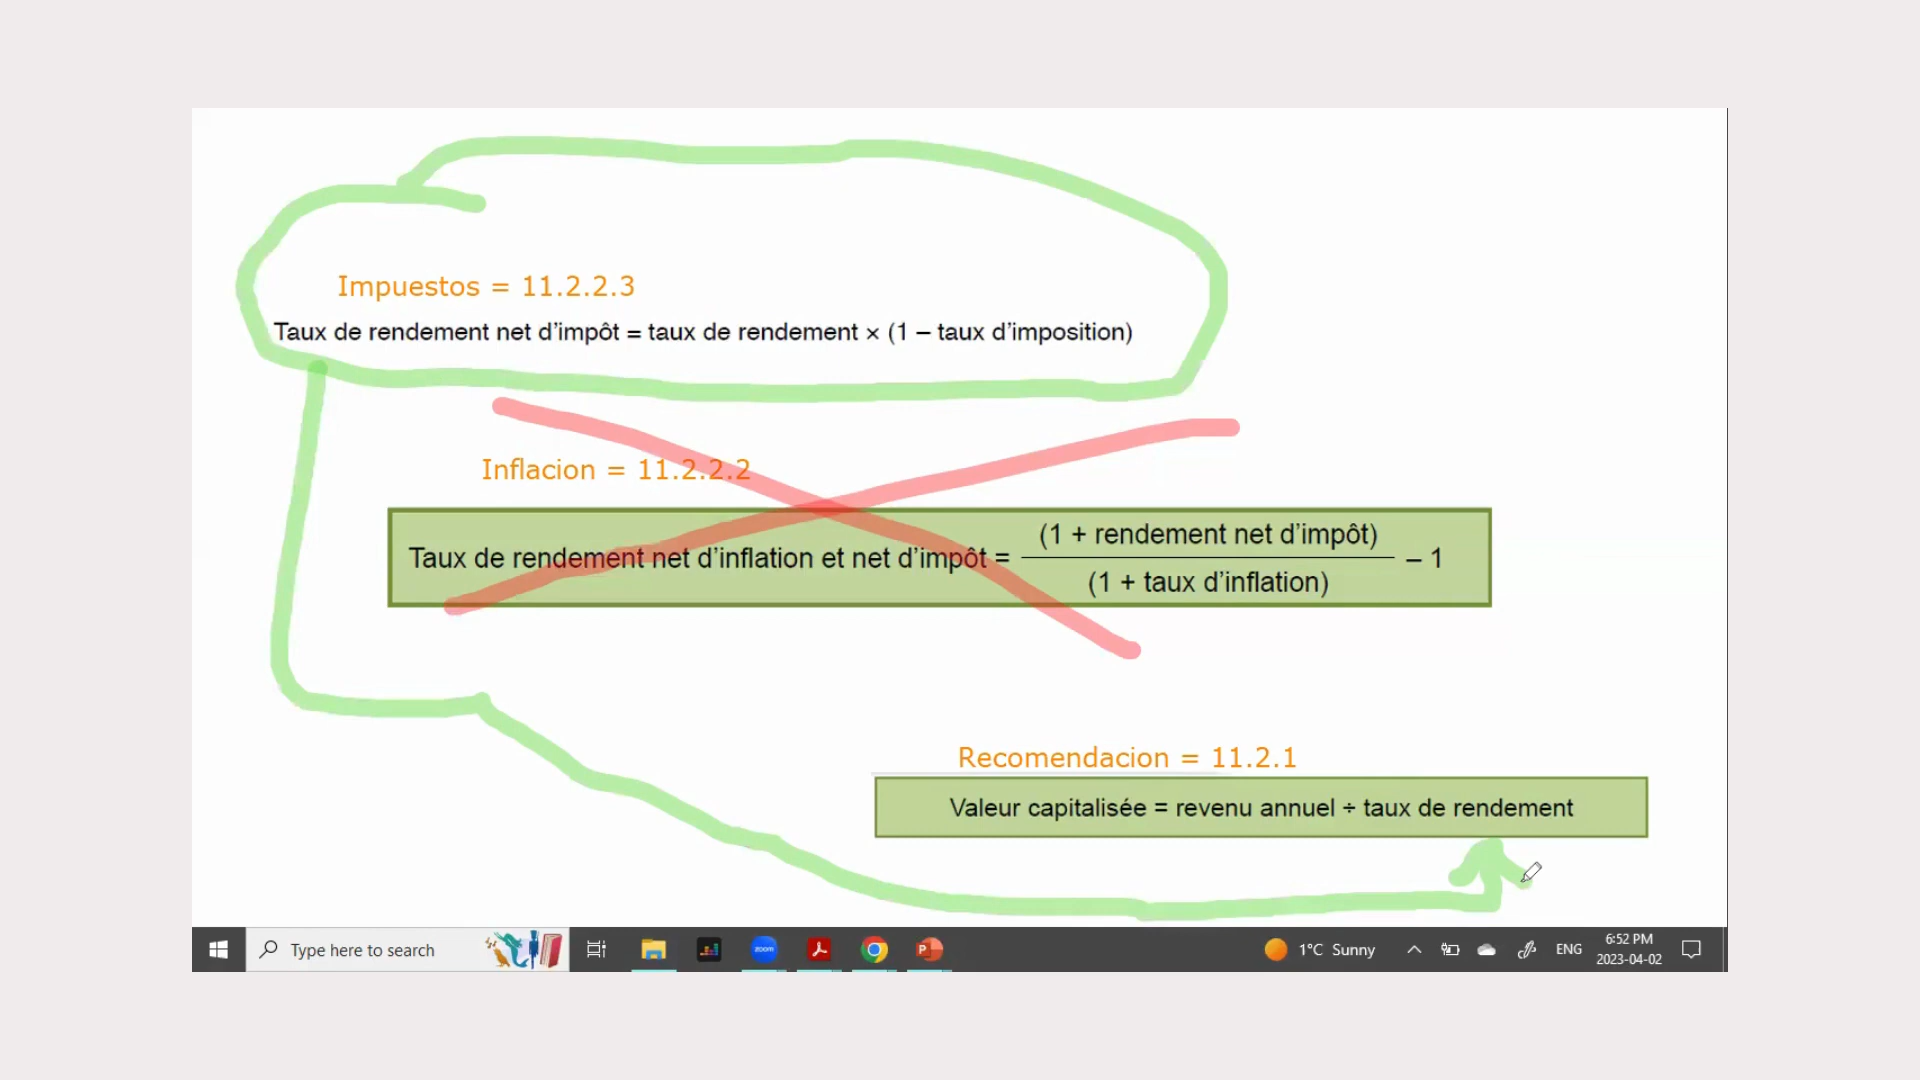 Impuestos = 11.2.2.3
Taux de rendement net d'impôt = taux de rendement × (1 – taux d'imposition)
Inflacion = 11.2.2.2
Taux de rendement net d'inflation et net d'impôt = (1 + rendement net d'impôt) / (1 + taux d'inflation) – 1
Recomendacion = 11.2.1
Valeur capitalisée = revenu annuel ÷ taux de rendement
Type here to search
zoom
1°C Sunny
ENG
6:52 PM
2023-04-02